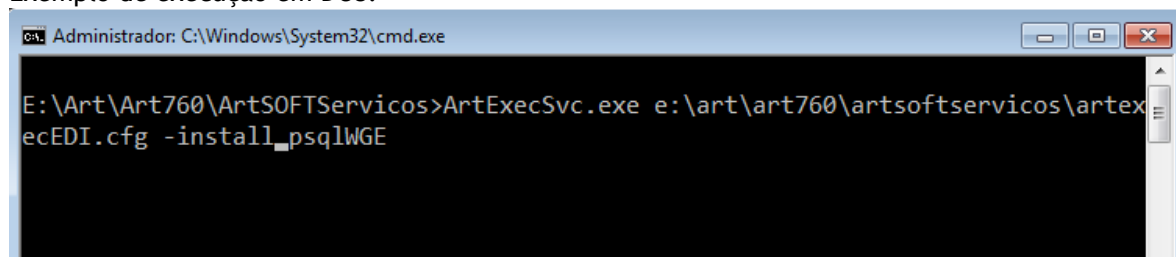 Exemplo de execução em DOS:
Administrador: C:\Windows\System32\cmd.exe
E:\Art\Art760\ArtSOFTServicos>ArtExecSvc.exe e:\art\art760\artsoftservicos\artex
ecEDI.cfg -install psqlWGE